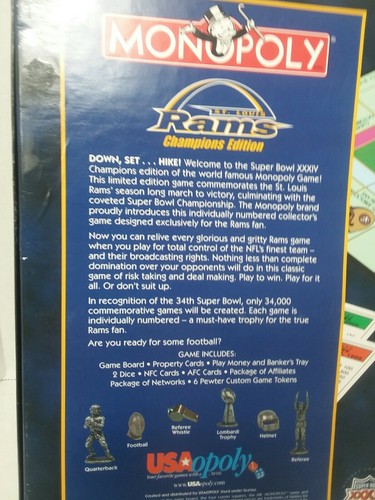 MONOPOLY
ST. LOUIS
Rams
Champions Edition
DOWN, SET . . . HIKE! Welcome to the Super Bowl XXXIV
Champions edition of the world famous Monopoly Game!
This limited edition game commemorates the St. Louis
Rams' season long march to victory, culminating with the
coveted Super Bowl Championship. The Monopoly brand
proudly introduces this individually numbered collector's
game designed exclusively for the Rams fan.
Now you can relive every glorious and gritty Rams game
when you play for total control of the NFL's finest team –
and their broadcasting rights. Nothing less than complete
domination over your opponents will do in this classic
game of risk taking and deal making. Play to win. Play for it
all. Or don't suit up.
In recognition of the 34th Super Bowl, only 34,000
commemorative games will be created. Each game is
individually numbered – a must-have trophy for the true
Rams fan.
Are you ready for some football?
GAME INCLUDES:
Game Board • Property Cards • Play Money and Banker's Tray
2 Dice • NFC Cards • AFC Cards • Package of Affiliates
Package of Networks • 6 Pewter Custom Game Tokens
Quarterback
Football
Referee
Whistle
Lombardi
Trophy
Helmet
Referee
USAopoly
Your favorite games
www.USAopoly.com